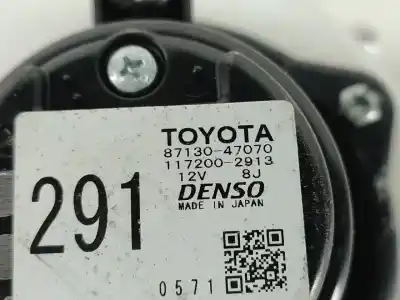 TOYOTA
87130-47070
117200-2913
12V 8J
DENSO
MADE IN JAPAN
291
0571